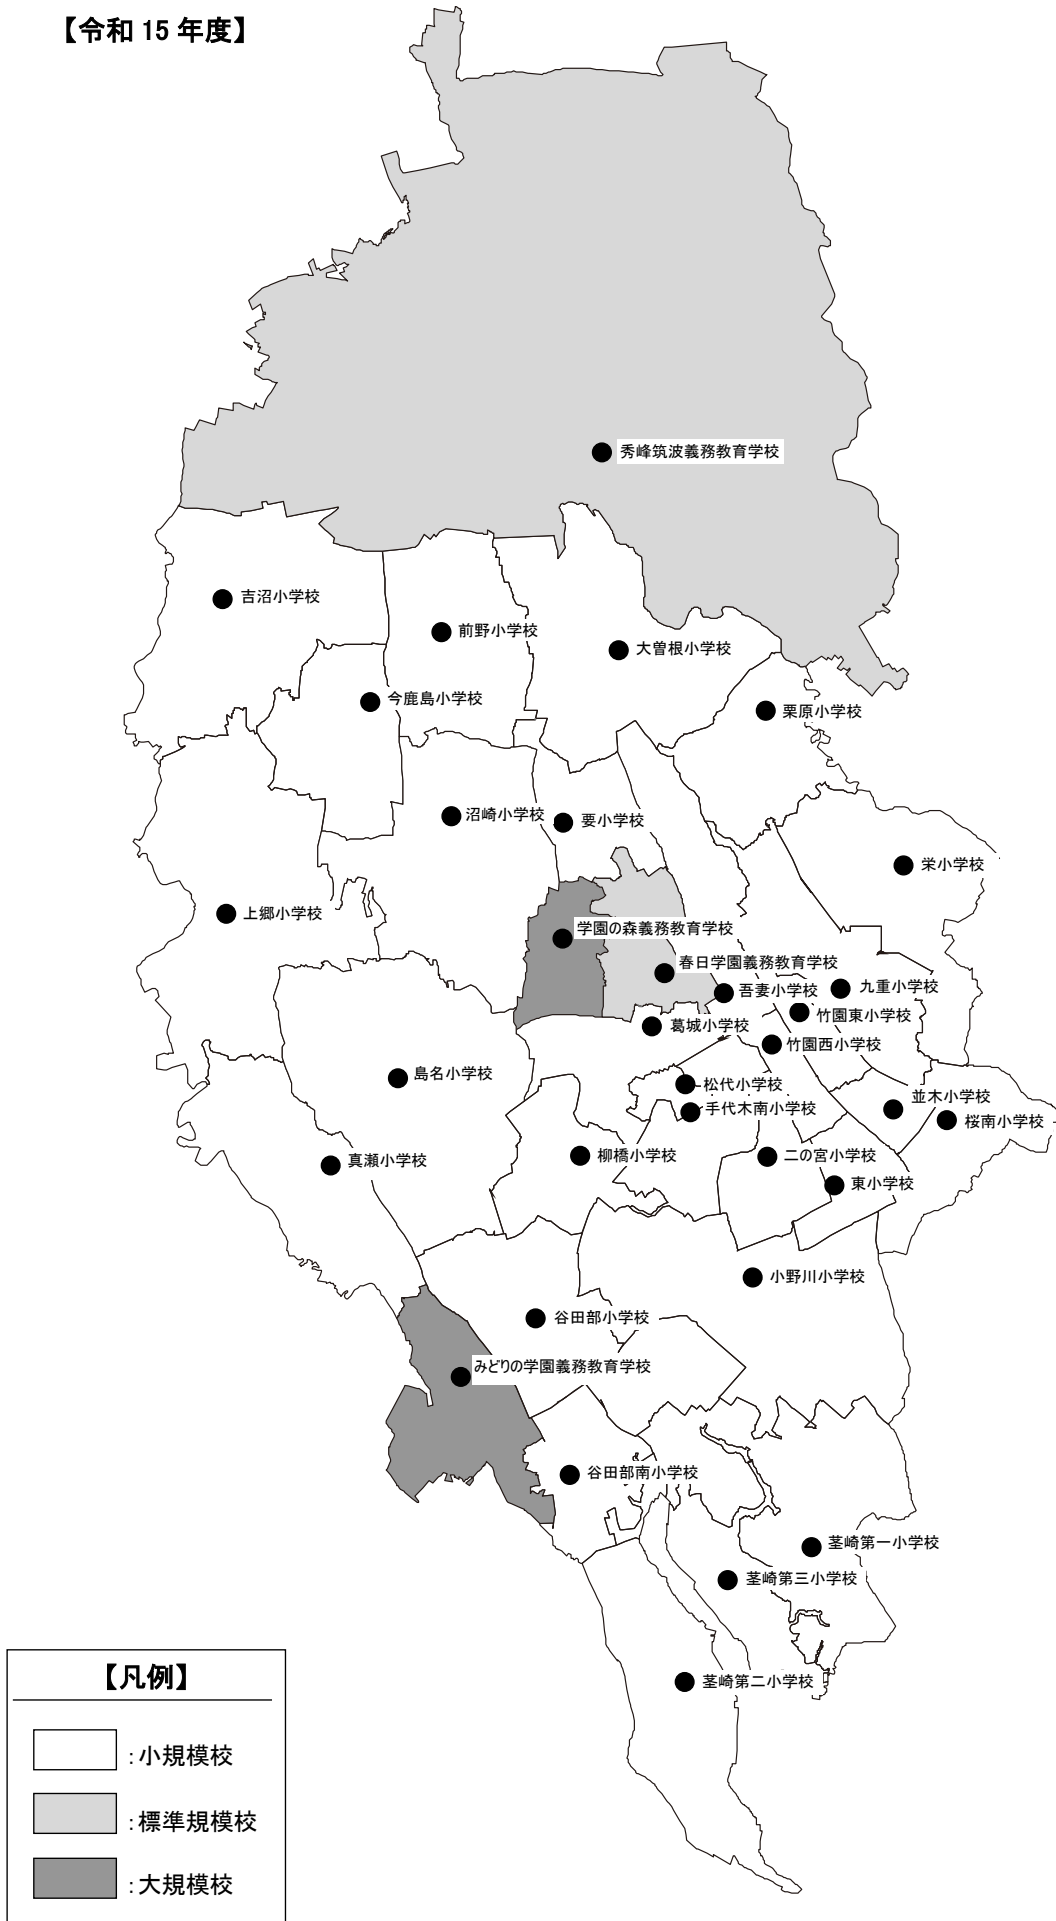 【令和 15 年度】
秀峰筑波義務教育学校
吉沼小学校
前野小学校
大曽根小学校
今鹿島小学校
栗原小学校
沼崎小学校
要小学校
栄小学校
上郷小学校
学園の森義務教育学校
春日学園義務教育学校
吾妻小学校
九重小学校
竹園東小学校
葛城小学校
竹園西小学校
島名小学校
松代小学校
手代木南小学校
並木小学校
桜南小学校
真瀬小学校
柳橋小学校
二の宮小学校
東小学校
小野川小学校
谷田部小学校
みどりの学園義務教育学校
谷田部南小学校
茎崎第一小学校
茎崎第三小学校
茎崎第二小学校
【凡例】
:小規模校
:標準規模校
:大規模校